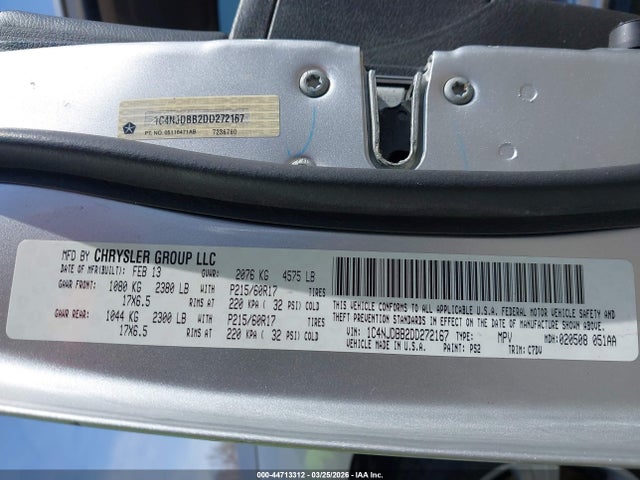 1C4NJDBB2DD272167
PT. NO. 05116471AB 7234740
MFD BY CHRYSLER GROUP LLC
DATE OF MFR(BUILT): FEB 13 GVWR: 2076 KG 4575 LB
GAWR FRONT: 1080 KG 2380 LB WITH P215/60R17 TIRES
17X6.5 RIMS AT 220 KPA ( 32 PSI) COLD
GAWR REAR: 1044 KG 2300 LB WITH P215/60R17 TIRES
17X6.5 RIMS AT 220 KPA ( 32 PSI) COLD
THIS VEHICLE CONFORMS TO ALL APPLICABLE U.S.A. FEDERAL MOTOR VEHICLE SAFETY AND
THEFT PREVENTION STANDARDS IN EFFECT ON THE DATE OF MANUFACTURE SHOWN ABOVE.
VIN: 1C4NJDBB2DD272167 TYPE: MPV MDH: 020508 051AA
VEHICLE MADE IN U.S.A. PAINT: PS2 TRIM: C7DV
000-44713312 | 03/25/2026 | IAA Inc.